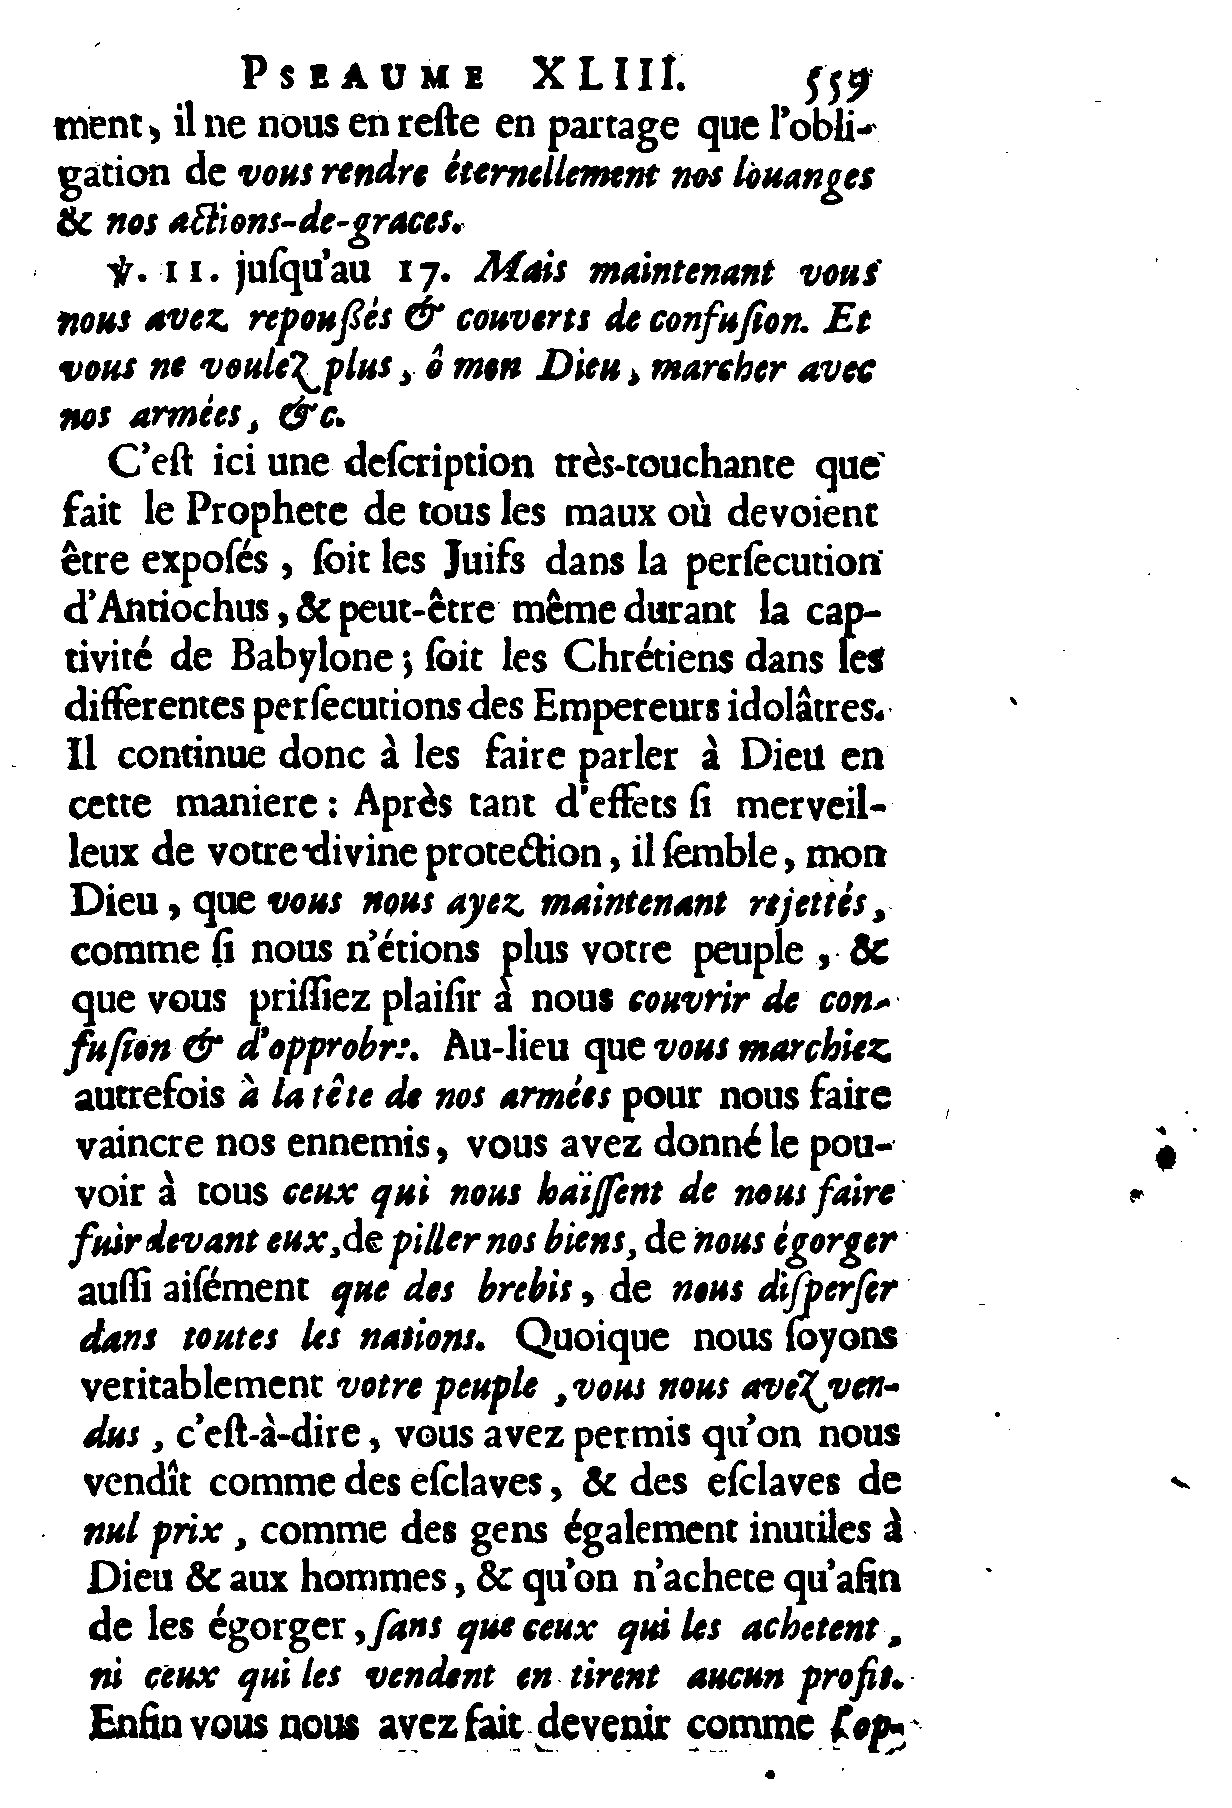 PSEAUME XLIII. 559
ment, il ne nous en reſte en partage que l'obli-
gation de vous rendre éternellement nos louanges
& nos actions-de-graces.
℣. 11. juſqu'au 17. Mais maintenant vous
nous avez repouſſés & couverts de confuſion. Et
vous ne voulez plus, ô mon Dieu, marcher avec
nos armées, &c.
C'eſt ici une deſcription très-touchante que
fait le Prophete de tous les maux où devoient
être expoſés, ſoit les Juifs dans la perſecution
d'Antiochus, & peut-être même durant la cap-
tivité de Babylone; ſoit les Chrétiens dans les
differentes perſecutions des Empereurs idolâtres.
Il continue donc à les faire parler à Dieu en
cette maniere : Après tant d'effets ſi merveil-
leux de votre divine protection, il ſemble, mon
Dieu, que vous nous ayez maintenant rejettés,
comme ſi nous n'étions plus votre peuple, &
que vous priſſiez plaiſir à nous couvrir de con-
fuſion & d'opprobre. Au-lieu que vous marchiez
autrefois à la tête de nos armées pour nous faire
vaincre nos ennemis, vous avez donné le pou-
voir à tous ceux qui nous haïſſent de nous faire
fuir devant eux, de piller nos biens, de nous égorger
auſſi aiſément que des brebis, de nous diſperſer
dans toutes les nations. Quoique nous ſoyons
veritablement votre peuple, vous nous avez ven-
dus, c'eſt-à-dire, vous avez permis qu'on nous
vendît comme des eſclaves, & des eſclaves de
nul prix, comme des gens également inutiles à
Dieu & aux hommes, & qu'on n'achete qu'afin
de les égorger, ſans que ceux qui les achetent,
ni ceux qui les vendent en tirent aucun profit.
Enfin vous nous avez fait devenir comme l'op-